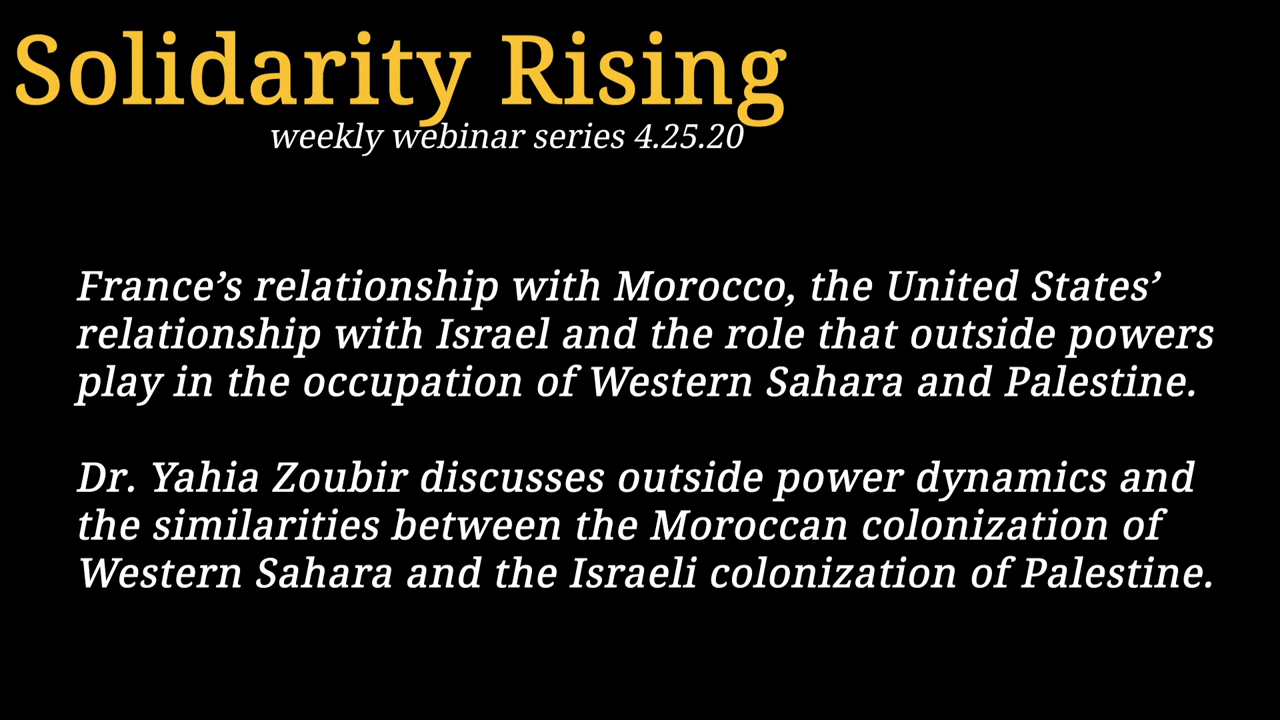 Solidarity Rising
weekly webinar series 4.25.20
France’s relationship with Morocco, the United States’
relationship with Israel and the role that outside powers
play in the occupation of Western Sahara and Palestine.
Dr. Yahia Zoubir discusses outside power dynamics and
the similarities between the Moroccan colonization of
Western Sahara and the Israeli colonization of Palestine.